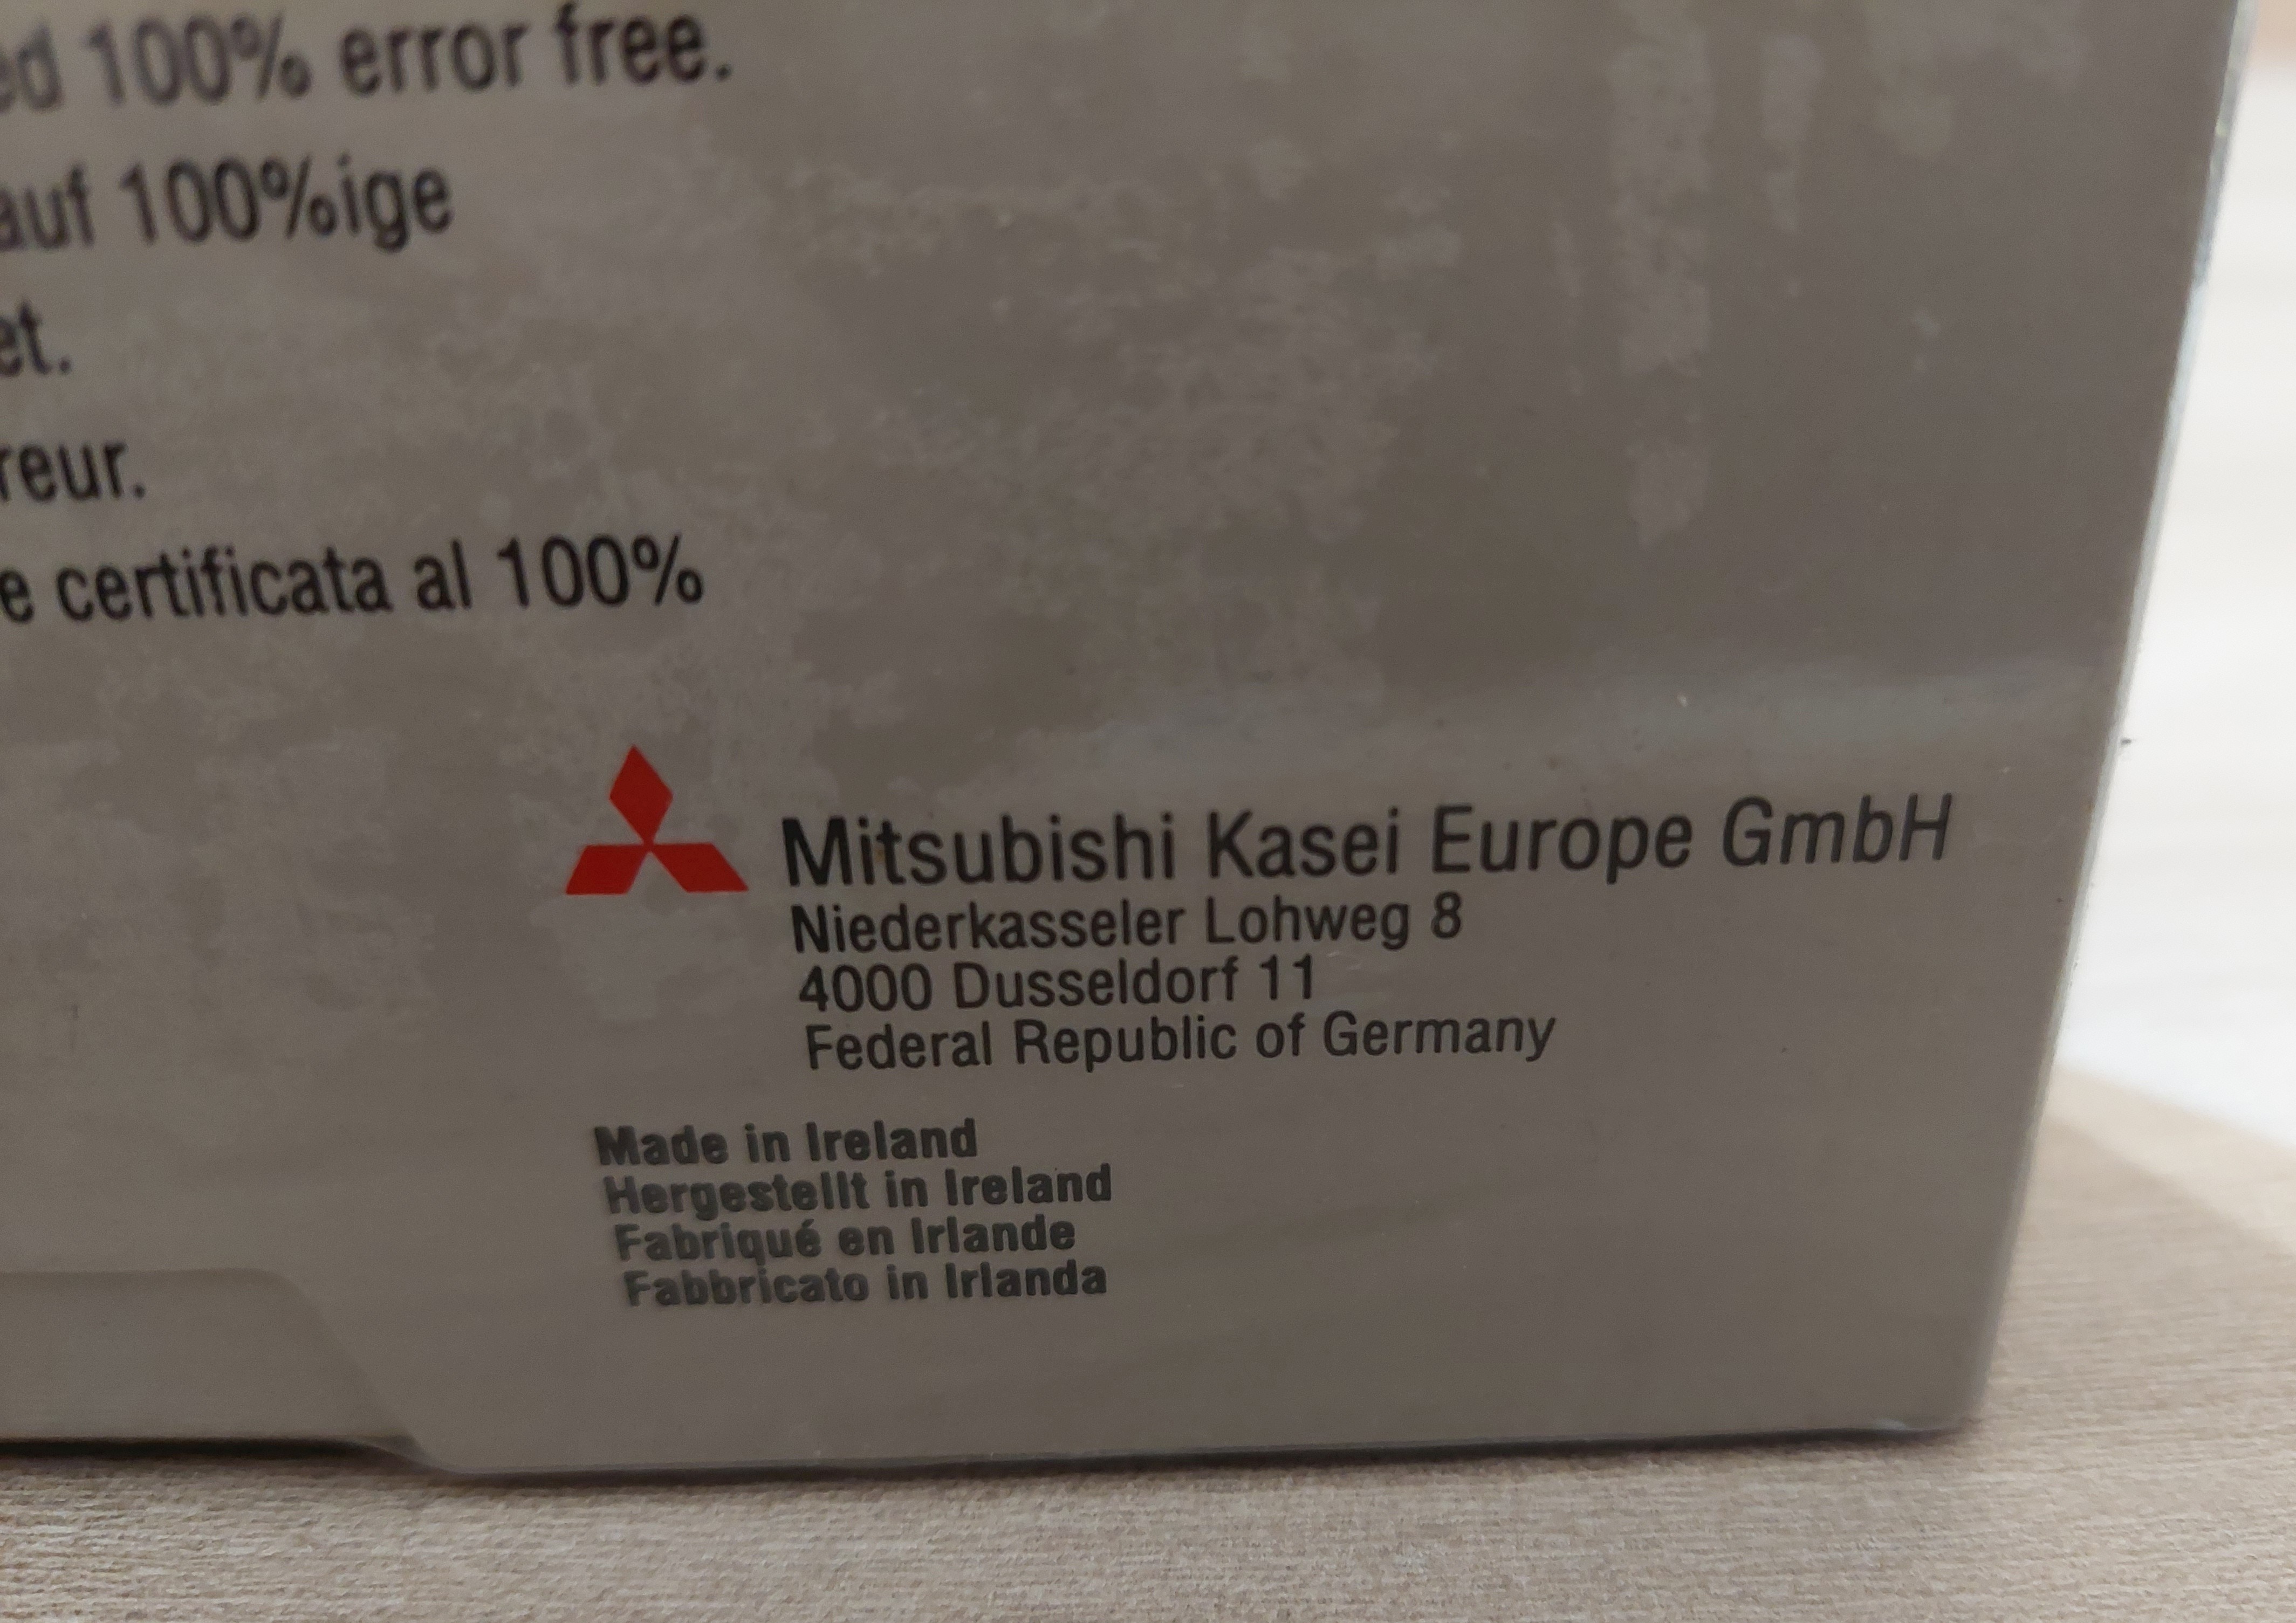 ed 100% error free.
auf 100%ige
et.
reur.
e certificata al 100%
Mitsubishi Kasei Europe GmbH
Niederkasseler Lohweg 8
4000 Dusseldorf 11
Federal Republic of Germany
Made in Ireland
Hergestellt in Ireland
Fabriqué en Irlande
Fabbricato in Irlanda